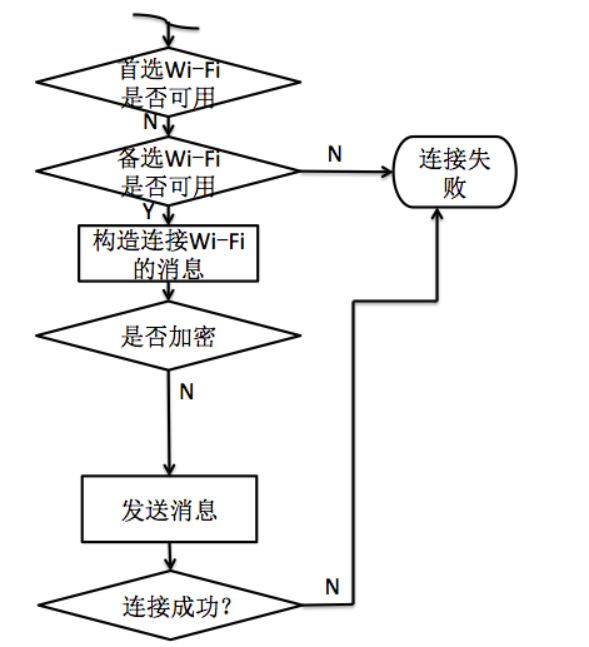 首选Wi-Fi
是否可用
N
备选Wi-Fi
是否可用
N
连接失
败
Y
构造连接Wi-Fi
的消息
是否加密
N
发送消息
连接成功?
N